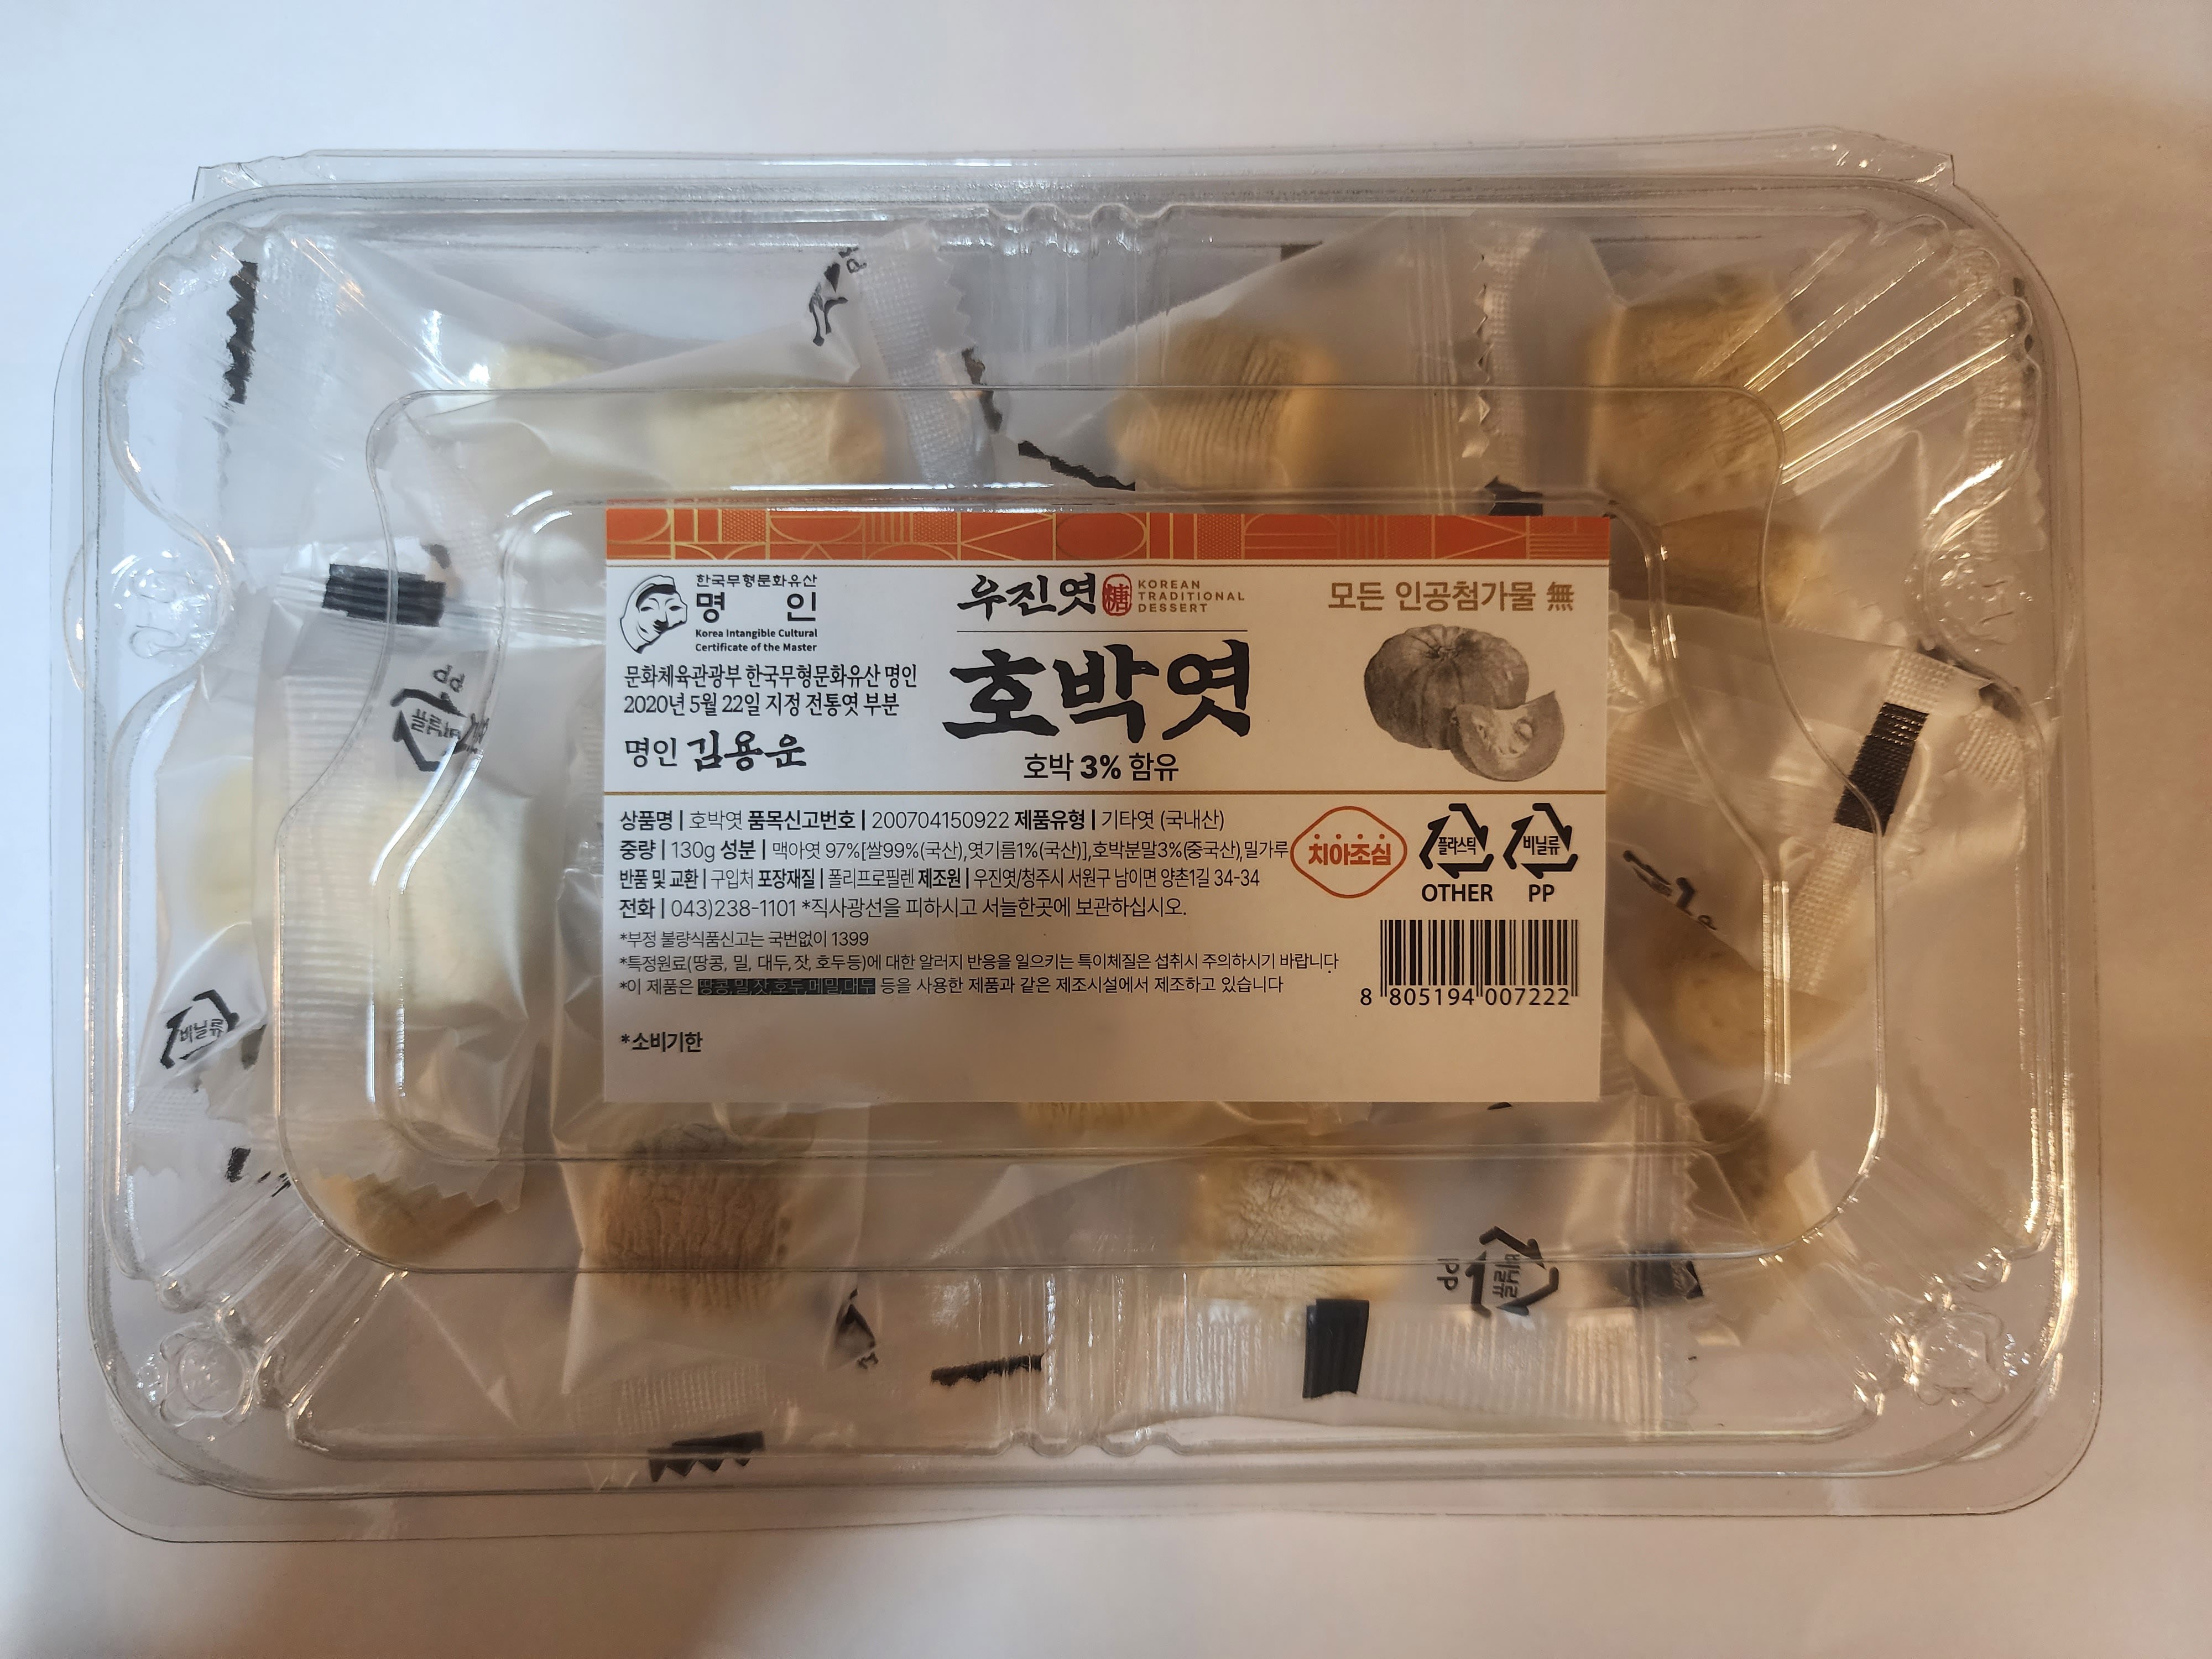 한국무형문화유산
명 인
Korea Intangible Cultural
Certificate of the Master
문화체육관광부 한국무형문화유산 명인
2020년 5월 22일 지정 전통엿 부분
명인 김용운
우진엿 糖 KOREAN
TRADITIONAL
DESSERT
호박엿
호박 3% 함유
모든 인공첨가물 無
상품명 | 호박엿 품목신고번호 | 200704150922 제품유형 | 기타엿 (국내산)
중량 | 130g 성분 | 맥아엿 97%[쌀99%(국산),엿기름1%(국산)],호박분말3%(중국산),밀가루
반품 및 교환 | 구입처 포장재질 | 폴리프로필렌 제조원 | 우진엿/청주시 서원구 남이면 양촌1길 34-34
전화 | 043)238-1101 *직사광선을 피하시고 서늘한곳에 보관하십시오.
*부정 불량식품신고는 국번없이 1399
*특정원료(땅콩, 밀, 대두, 잣, 호두등)에 대한 알러지 반응을 일으키는 특이체질은 섭취시 주의하시기 바랍니다.
*이 제품은 땅콩,밀,잣,호두,메밀,대두 등을 사용한 제품과 같은 제조시설에서 제조하고 있습니다
*소비기한
치아조심
플라스틱
OTHER
비닐류
PP
8 805194 007222
비닐류
PP
비닐류
비닐류
PP